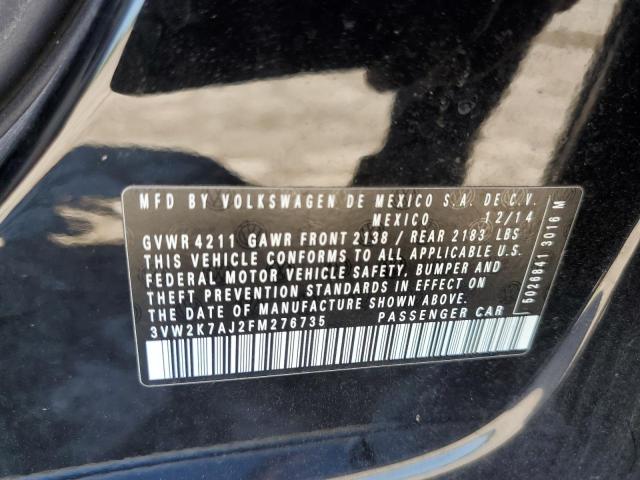 MFD BY VOLKSWAGEN DE MEXICO S.A. DE C.V.
MEXICO 12/14
GVWR 4211 GAWR FRONT 2138 / REAR 2183 LBS
THIS VEHICLE CONFORMS TO ALL APPLICABLE U.S.
FEDERAL MOTOR VEHICLE SAFETY, BUMPER AND
THEFT PREVENTION STANDARDS IN EFFECT ON
THE DATE OF MANUFACTURE SHOWN ABOVE.
3VW2K7AJ2FM276735 PASSENGER CAR
5026841 3016 M